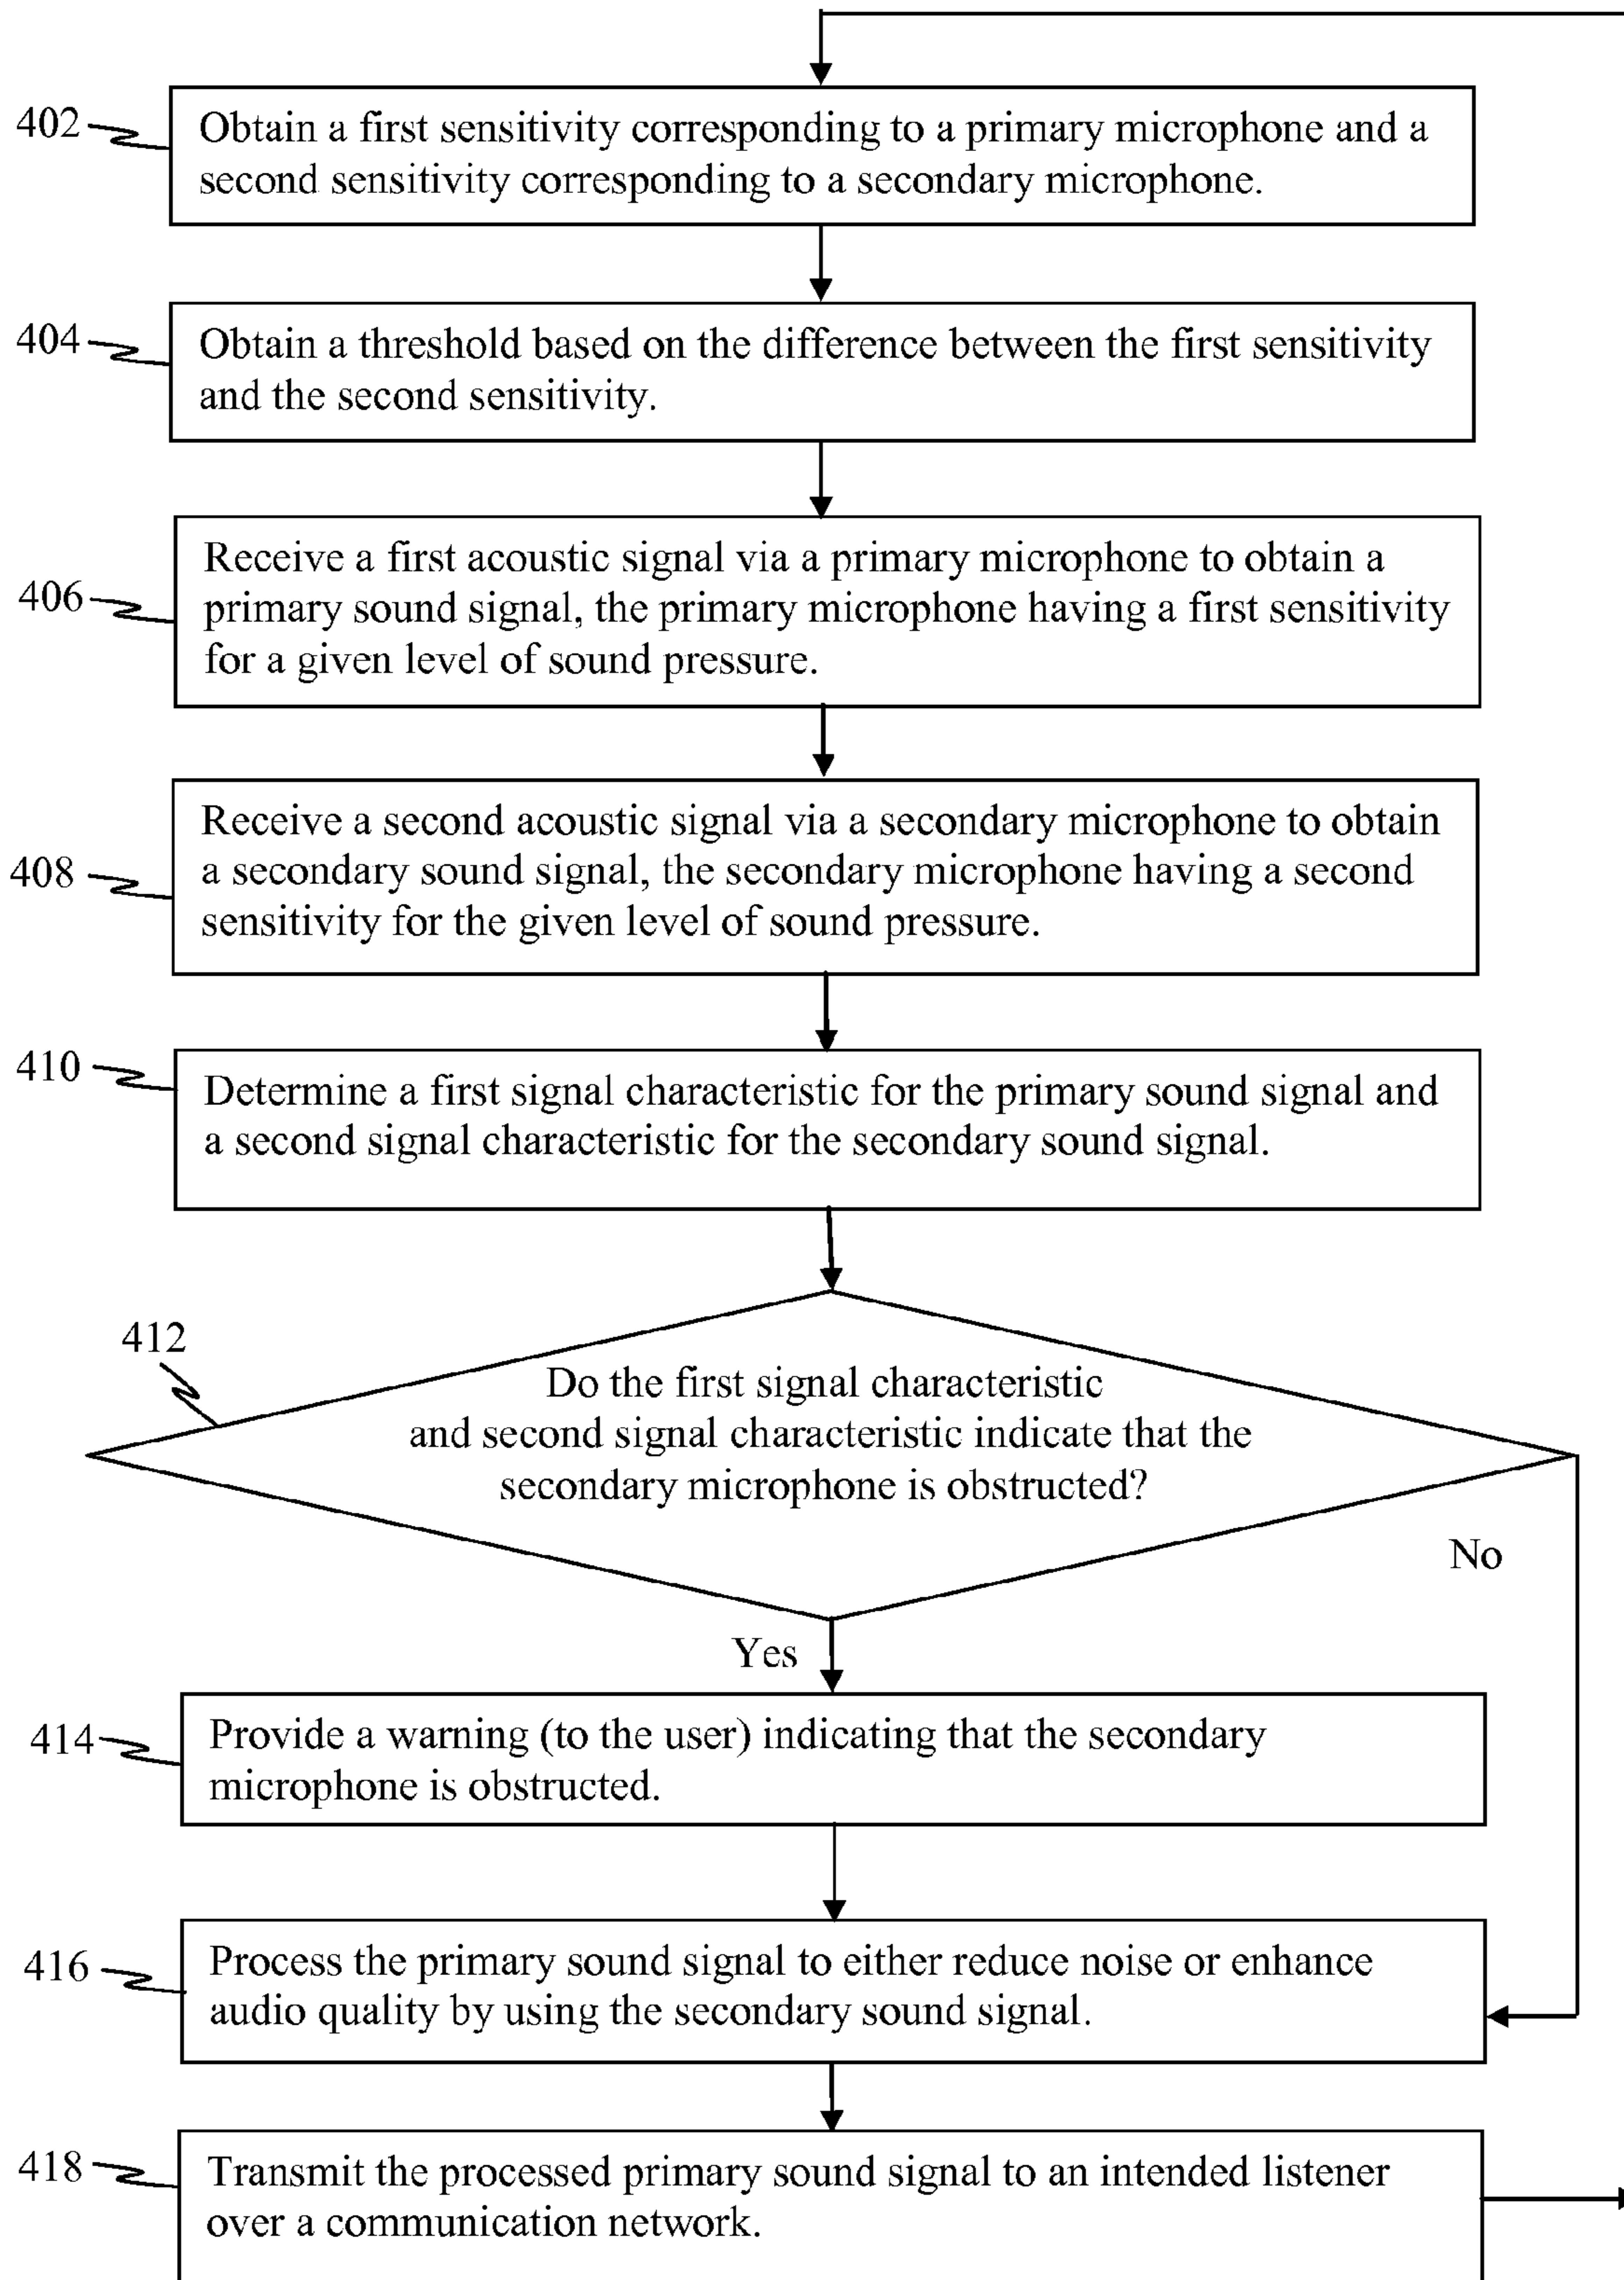 402
Obtain a first sensitivity corresponding to a primary microphone and a
second sensitivity corresponding to a secondary microphone.
404
Obtain a threshold based on the difference between the first sensitivity
and the second sensitivity.
406
Receive a first acoustic signal via a primary microphone to obtain a
primary sound signal, the primary microphone having a first sensitivity
for a given level of sound pressure.
408
Receive a second acoustic signal via a secondary microphone to obtain
a secondary sound signal, the secondary microphone having a second
sensitivity for the given level of sound pressure.
410
Determine a first signal characteristic for the primary sound signal and
a second signal characteristic for the secondary sound signal.
412
Do the first signal characteristic
and second signal characteristic indicate that the
secondary microphone is obstructed?
No
Yes
414
Provide a warning (to the user) indicating that the secondary
microphone is obstructed.
416
Process the primary sound signal to either reduce noise or enhance
audio quality by using the secondary sound signal.
418
Transmit the processed primary sound signal to an intended listener
over a communication network.